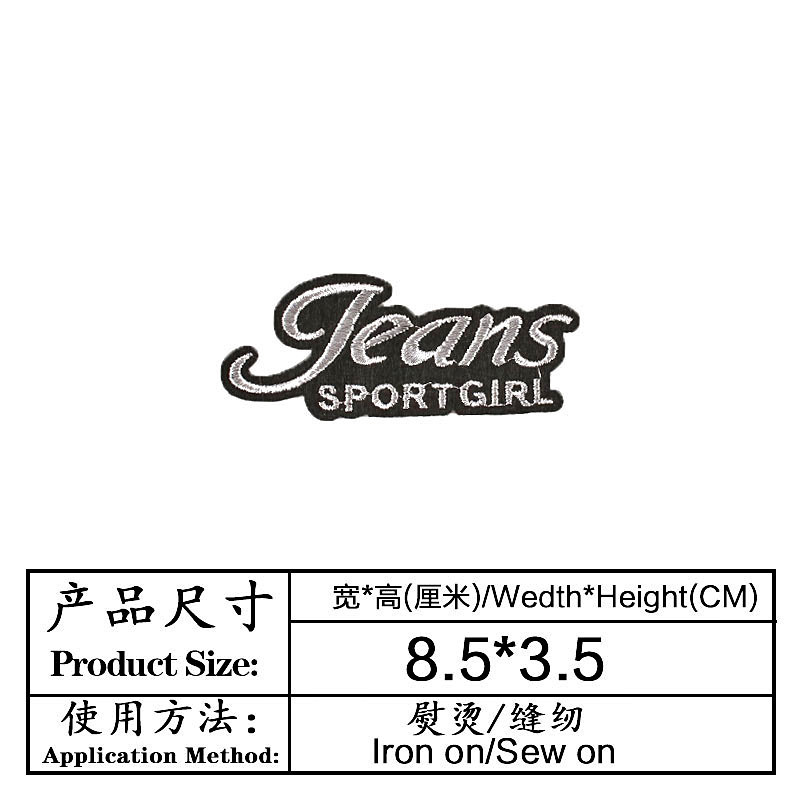 Jeans
SPORTGIRL
产品尺寸
Product Size:
宽*高(厘米)/Wedth*Height(CM)
8.5*3.5
使用方法:
Application Method:
熨烫/缝纫
Iron on/Sew on